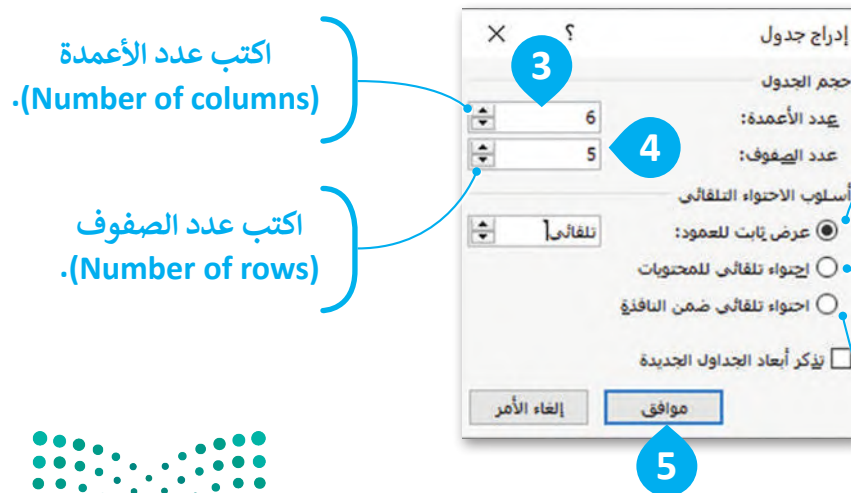 إدراج جدول
؟ ×
حجم الجدول
عدد الأعمدة: 6
3
عدد الصفوف: 5
4
أسلوب الاحتواء التلقائي
عرض ثابت للعمود: تلقائي
احتواء تلقائي للمحتويات
احتواء تلقائي ضمن النافذة
تذكر أبعاد الجداول الجديدة
موافق
إلغاء الأمر
5
اكتب عدد الأعمدة
(Number of columns).
اكتب عدد الصفوف
(Number of rows).